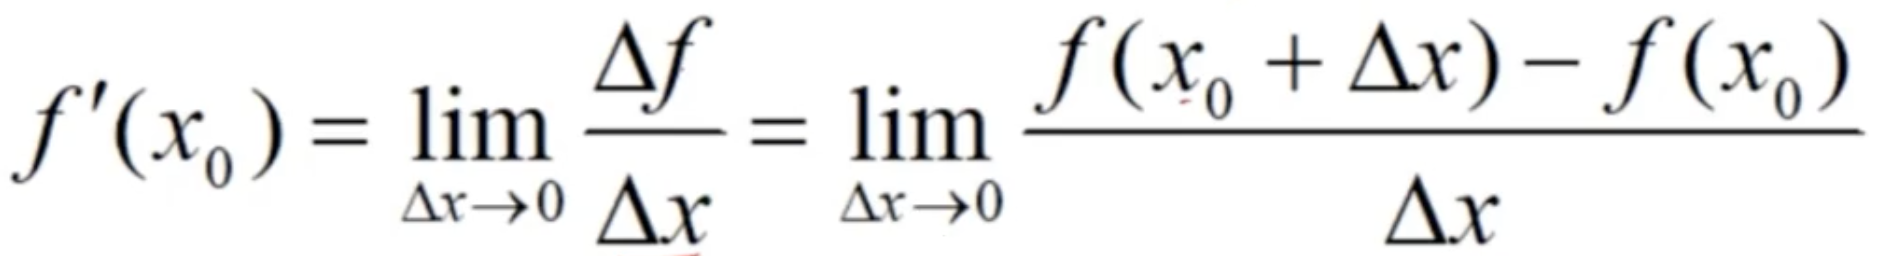 f′(x₀) = lim_{Δx→0} Δf/Δx = lim_{Δx→0} (f(x₀ + Δx) − f(x₀))/Δx